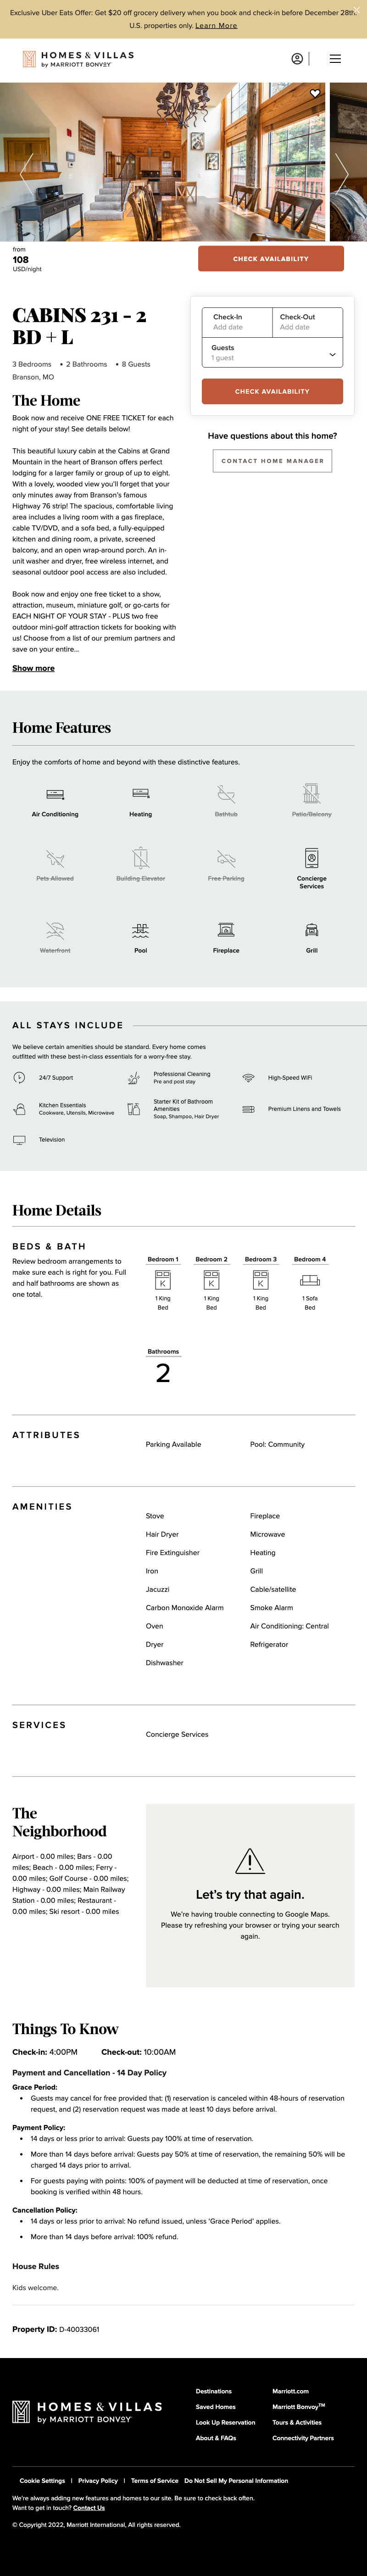 Exclusive Uber Eats Offer: Get $20 off grocery delivery when you book and check-in before December 28th.
U.S. properties only. Learn More
HOMES & VILLAS
by MARRIOTT BONVOY
from
108
USD/night
CHECK AVAILABILITY
CABINS 231 - 2
BD + L
3 Bedrooms • 2 Bathrooms • 8 Guests
Branson, MO
The Home
Book now and receive ONE FREE TICKET for each
night of your stay! See details below!
This beautiful luxury cabin at the Cabins at Grand
Mountain in the heart of Branson offers perfect
lodging for a larger family or group of up to eight.
With a lovely, wooded view you'll forget that your
only minutes away from Branson's famous
Highway 76 strip! The spacious, comfortable living
area includes a living room with a gas fireplace,
cable TV/DVD, and a sofa bed, a fully-equipped
kitchen and dining room, a private, screened
balcony, and an open wrap-around porch. An in-
unit washer and dryer, free wireless internet, and
seasonal outdoor pool access are also included.
Book now and enjoy one free ticket to a show,
attraction, museum, miniature golf, or go-carts for
EACH NIGHT OF YOUR STAY - PLUS two free
outdoor mini-golf attraction tickets for booking with
us! Choose from a list of our premium partners and
save on your entire...
Show more
Check-In
Add date
Check-Out
Add date
Guests
1 guest
CHECK AVAILABILITY
Have questions about this home?
CONTACT HOME MANAGER
Home Features
Enjoy the comforts of home and beyond with these distinctive features.
Air Conditioning
Heating
Bathtub
Patio/Balcony
Pets Allowed
Building Elevator
Free Parking
Concierge
Services
Waterfront
Pool
Fireplace
Grill
ALL STAYS INCLUDE
We believe certain amenities should be standard. Every home comes
outfitted with these best-in-class essentials for a worry-free stay.
24/7 Support
Professional Cleaning
Pre and post stay
High-Speed WiFi
Kitchen Essentials
Cookware, Utensils, Microwave
Starter Kit of Bathroom
Amenities
Soap, Shampoo, Hair Dryer
Premium Linens and Towels
Television
Home Details
BEDS & BATH
Review bedroom arrangements to
make sure each is right for you. Full
and half bathrooms are shown as
one total.
Bedroom 1
1 King
Bed
Bedroom 2
1 King
Bed
Bedroom 3
1 King
Bed
Bedroom 4
1 Sofa
Bed
Bathrooms
2
ATTRIBUTES
Parking Available
Pool: Community
AMENITIES
Stove
Fireplace
Hair Dryer
Microwave
Fire Extinguisher
Heating
Iron
Grill
Jacuzzi
Cable/satellite
Carbon Monoxide Alarm
Smoke Alarm
Oven
Air Conditioning: Central
Dryer
Refrigerator
Dishwasher
SERVICES
Concierge Services
The
Neighborhood
Airport - 0.00 miles; Bars - 0.00
miles; Beach - 0.00 miles; Ferry -
0.00 miles; Golf Course - 0.00 miles;
Highway - 0.00 miles; Main Railway
Station - 0.00 miles; Restaurant -
0.00 miles; Ski resort - 0.00 miles
Let's try that again.
We're having trouble connecting to Google Maps.
Please try refreshing your browser or trying your search
again.
Things To Know
Check-in: 4:00PM
Check-out: 10:00AM
Payment and Cancellation - 14 Day Policy
Grace Period:
• Guests may cancel for free provided that: (1) reservation is canceled within 48-hours of reservation
request, and (2) reservation request was made at least 10 days before arrival.
Payment Policy:
• 14 days or less prior to arrival: Guests pay 100% at time of reservation.
• More than 14 days before arrival: Guests pay 50% at time of reservation, the remaining 50% will be
charged 14 days prior to arrival.
• For guests paying with points: 100% of payment will be deducted at time of reservation, once
booking is verified within 48 hours.
Cancellation Policy:
• 14 days or less prior to arrival: No refund issued, unless 'Grace Period' applies.
• More than 14 days before arrival: 100% refund.
House Rules
Kids welcome.
Property ID: D-40033061
HOMES & VILLAS
by MARRIOTT BONVOY
Destinations
Saved Homes
Look Up Reservation
About & FAQs
Marriott.com
Marriott Bonvoy™
Tours & Activities
Connectivity Partners
Cookie Settings | Privacy Policy | Terms of Service Do Not Sell My Personal Information
We're always adding new features and homes to our site. Be sure to check back often.
Want to get in touch? Contact Us
© Copyright 2022, Marriott International, All rights reserved.